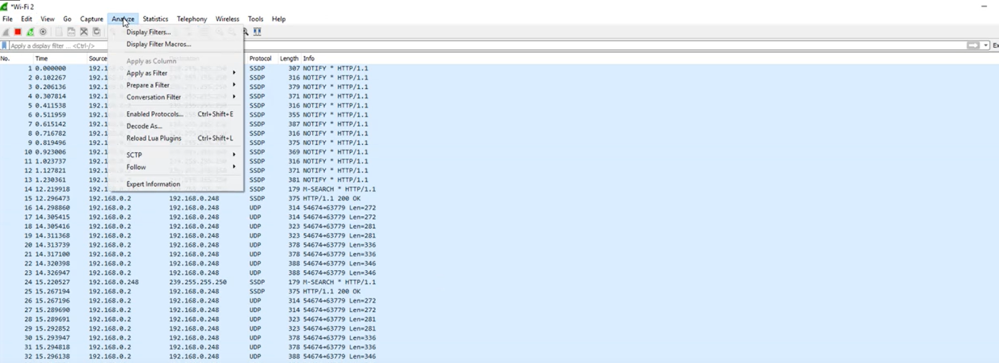 *Wi-Fi 2
File Edit View Go Capture Analyze Statistics Telephony Wireless Tools Help
Apply a display filter ... <Ctrl-/> Ex
No. Time Source Protocol Length Info
Display Filters...
Display Filter Macros...
Apply as Column
Apply as Filter
Prepare a Filter
Conversation Filter
Enabled Protocols... Ctrl+Shift+E
Decode As...
Reload Lua Plugins Ctrl+Shift+L
SCTP
Follow
Expert Information
1 0.000000 192.1 SSDP 307 NOTIFY * HTTP/1.1
2 0.102267 192.1 SSDP 316 NOTIFY * HTTP/1.1
3 0.206136 192.1 SSDP 379 NOTIFY * HTTP/1.1
4 0.307814 192.1 SSDP 371 NOTIFY * HTTP/1.1
5 0.411538 192.1 SSDP 316 NOTIFY * HTTP/1.1
6 0.511959 192.1 SSDP 355 NOTIFY * HTTP/1.1
7 0.615142 192.1 SSDP 387 NOTIFY * HTTP/1.1
8 0.716782 192.1 SSDP 316 NOTIFY * HTTP/1.1
9 0.819496 192.1 SSDP 375 NOTIFY * HTTP/1.1
10 0.923006 192.1 SSDP 369 NOTIFY * HTTP/1.1
11 1.023737 192.1 SSDP 316 NOTIFY * HTTP/1.1
12 1.127821 192.1 SSDP 371 NOTIFY * HTTP/1.1
13 1.230361 192.1 SSDP 381 NOTIFY * HTTP/1.1
14 12.219918 192.1 SSDP 179 M-SEARCH * HTTP/1.1
15 12.296473 192.168.0.2 192.168.0.248 SSDP 375 HTTP/1.1 200 OK
16 14.298860 192.168.0.2 192.168.0.248 UDP 314 54674→63779 Len=272
17 14.305415 192.168.0.2 192.168.0.248 UDP 314 54674→63779 Len=272
18 14.305416 192.168.0.2 192.168.0.248 UDP 323 54674→63779 Len=281
19 14.311368 192.168.0.2 192.168.0.248 UDP 323 54674→63779 Len=281
20 14.313739 192.168.0.2 192.168.0.248 UDP 378 54674→63779 Len=336
21 14.317100 192.168.0.2 192.168.0.248 UDP 378 54674→63779 Len=336
22 14.320398 192.168.0.2 192.168.0.248 UDP 388 54674→63779 Len=346
23 14.326947 192.168.0.2 192.168.0.248 UDP 388 54674→63779 Len=346
24 15.220527 192.168.0.248 239.255.255.250 SSDP 179 M-SEARCH * HTTP/1.1
25 15.267194 192.168.0.2 192.168.0.248 SSDP 375 HTTP/1.1 200 OK
26 15.267196 192.168.0.2 192.168.0.248 UDP 314 54674→63779 Len=272
27 15.289690 192.168.0.2 192.168.0.248 UDP 314 54674→63779 Len=272
28 15.289691 192.168.0.2 192.168.0.248 UDP 323 54674→63779 Len=281
29 15.292852 192.168.0.2 192.168.0.248 UDP 323 54674→63779 Len=281
30 15.293947 192.168.0.2 192.168.0.248 UDP 378 54674→63779 Len=336
31 15.294818 192.168.0.2 192.168.0.248 UDP 378 54674→63779 Len=336
32 15.296138 192.168.0.2 192.168.0.248 UDP 388 54674→63779 Len=346